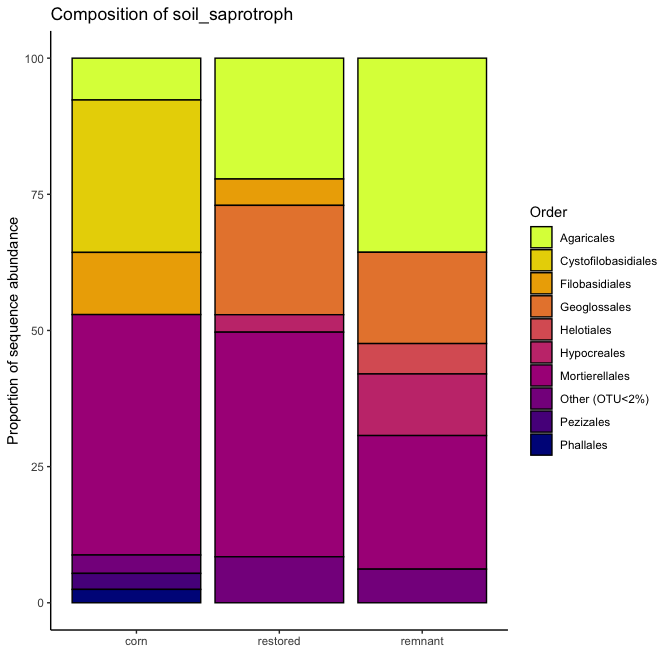 Composition of soil_saprotroph
Proportion of sequence abundance
100
75
50
25
0
corn
restored
remnant
Order
Agaricales
Cystofilobasidiales
Filobasidiales
Geoglossales
Helotiales
Hypocreales
Mortierellales
Other (OTU<2%)
Pezizales
Phallales